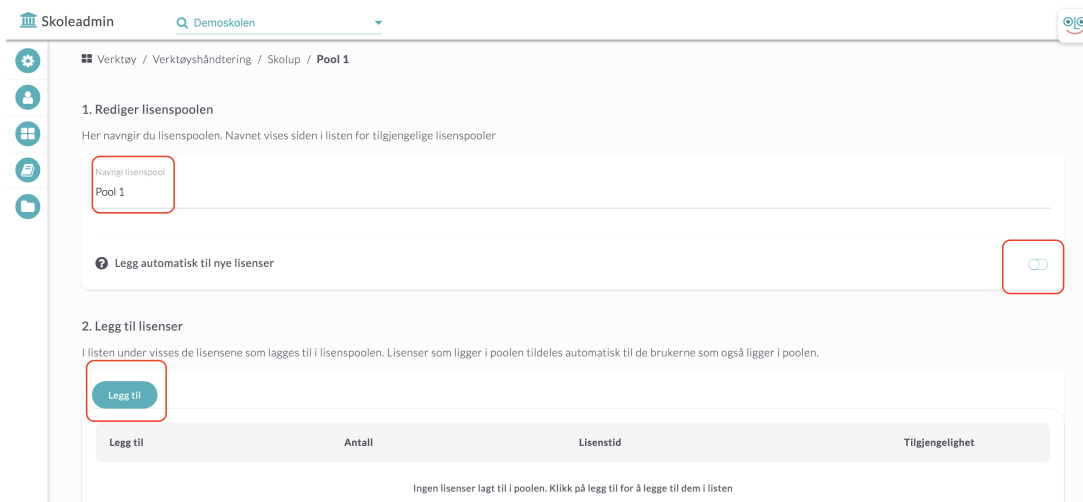 Skoleadmin
Demoskolen
Verktøy / Verktøyshåndtering / Skolup / Pool 1
1. Rediger lisenspoolen
Her navngir du lisenspoolen. Navnet vises siden i listen for tilgjengelige lisenspooler
Navngi lisenspool
Pool 1
Legg automatisk til nye lisenser
2. Legg til lisenser
I listen under visses de lisensene som lagges til i lisenspoolen. Lisenser som ligger i poolen tildeles automatisk til de brukerne som også ligger i poolen.
Legg til
Legg til Antall Lisenstid Tilgjengelighet
Ingen lisenser lagt til i poolen. Klikk på legg til for å legge til dem i listen